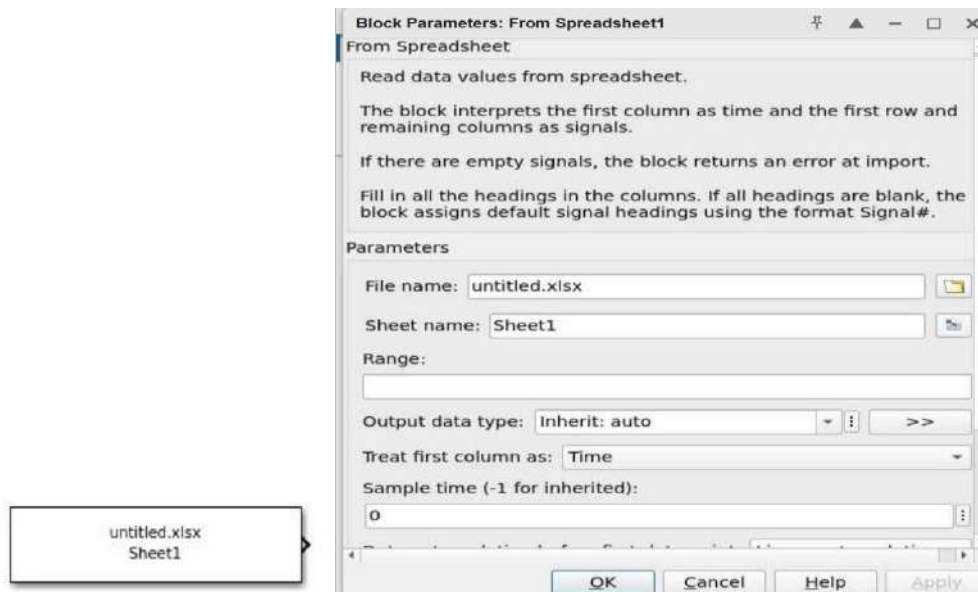 Block Parameters: From Spreadsheet1
From Spreadsheet
Read data values from spreadsheet.
The block interprets the first column as time and the first row and
remaining columns as signals.
If there are empty signals, the block returns an error at import.
Fill in all the headings in the columns. If all headings are blank, the
block assigns default signal headings using the format Signal#.
Parameters
File name: untitled.xlsx
Sheet name: Sheet1
Range:
Output data type: Inherit: auto >>
Treat first column as: Time
Sample time (-1 for inherited):
0
OK Cancel Help Apply
untitled.xlsx
Sheet1